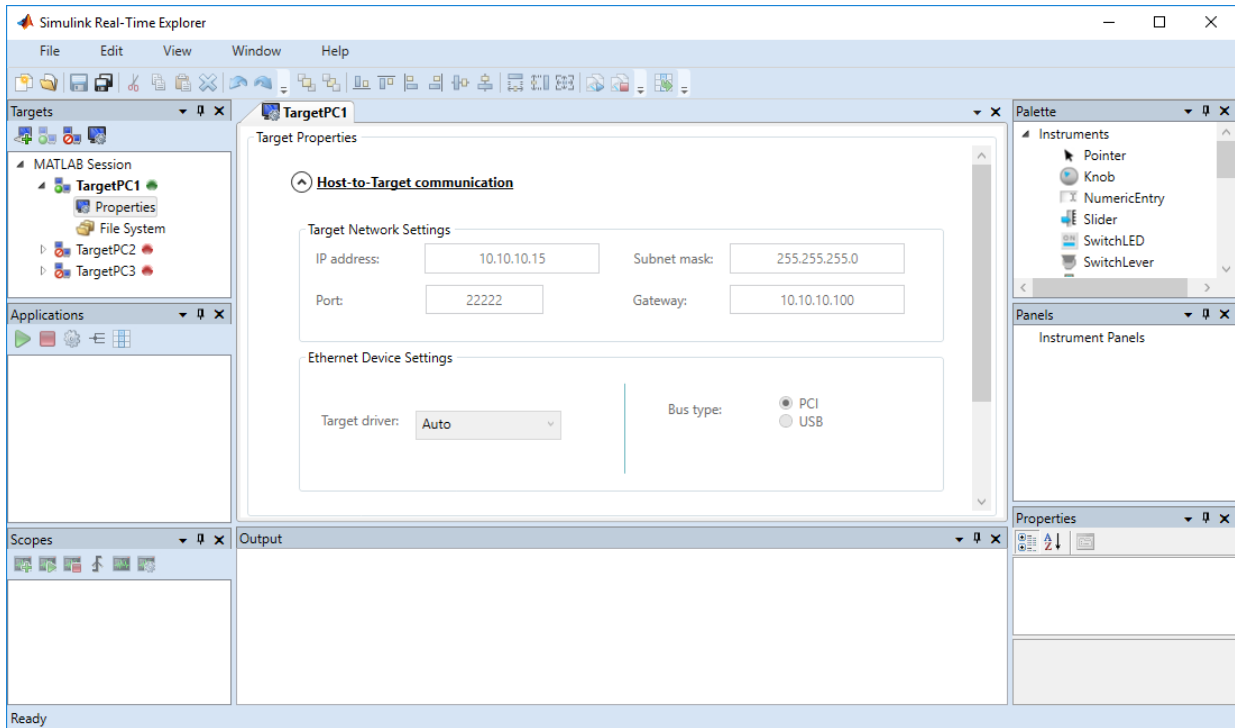 Simulink Real-Time Explorer
File Edit View Window Help
Targets
MATLAB Session
TargetPC1
Properties
File System
TargetPC2
TargetPC3
Applications
Scopes
TargetPC1
Target Properties
Host-to-Target communication
Target Network Settings
IP address: 10.10.10.15 Subnet mask: 255.255.255.0
Port: 22222 Gateway: 10.10.10.100
Ethernet Device Settings
Target driver: Auto
Bus type: PCI
USB
Output
Palette
Instruments
Pointer
Knob
NumericEntry
Slider
SwitchLED
SwitchLever
Panels
Instrument Panels
Properties
Ready